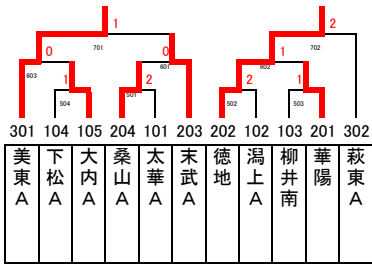 1 2
701 702
0 0 2 1
603 601 602
1 2 1
504 501 502 503
301 104 105 204 101 203 202 102 103 201 302
美東A
下松A
大内A
桑山A
太華A
末武A
徳地
潟上A
柳井南
華陽
萩東A